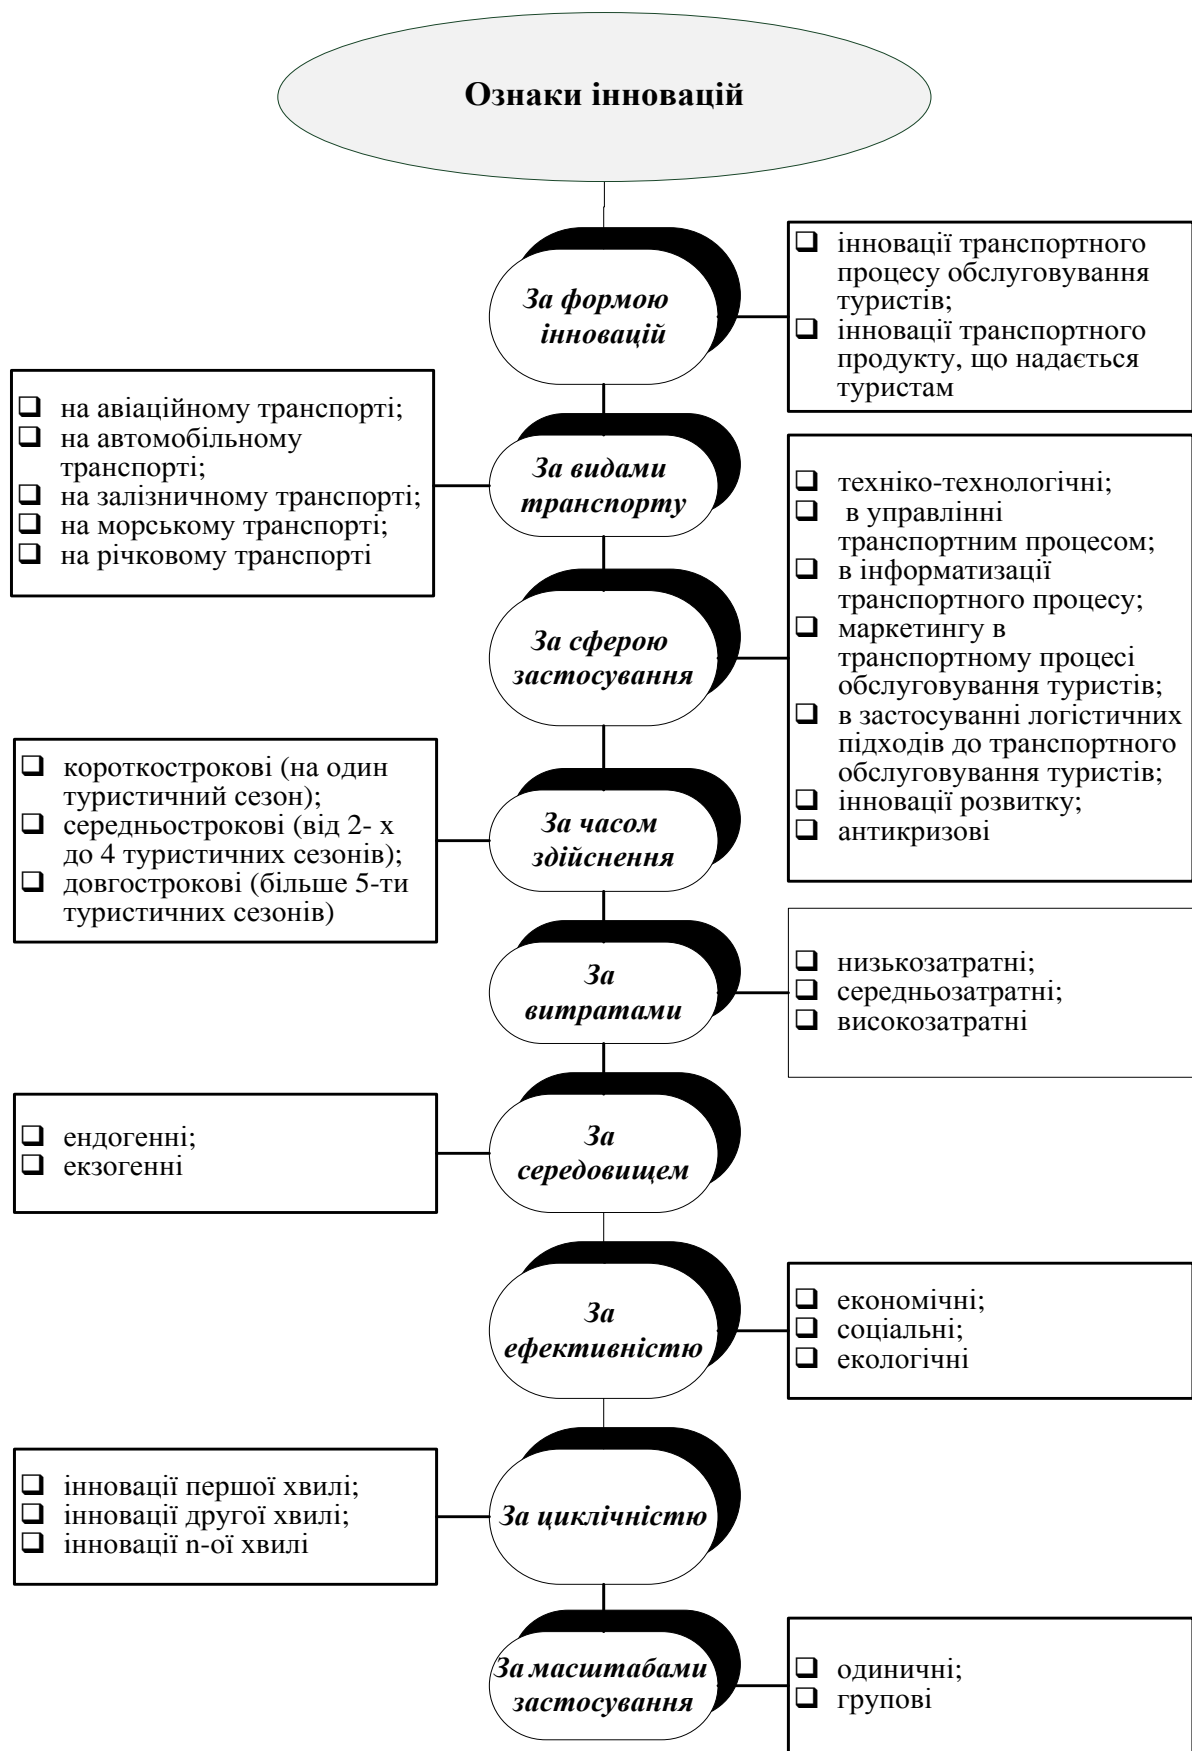 Ознаки інновацій
За формою
інновацій
❑ інновації транспортного
процесу обслуговування
туристів;
❑ інновації транспортного
продукту, що надається
туристам
За видами
транспорту
❑ на авіаційному транспорті;
❑ на автомобільному
транспорті;
❑ на залізничному транспорті;
❑ на морському транспорті;
❑ на річковому транспорті
За сферою
застосування
❑ техніко-технологічні;
❑ в управлінні
транспортним процесом;
❑ в інформатизації
транспортного процесу;
❑ маркетингу в
транспортному процесі
обслуговування туристів;
❑ в застосуванні логістичних
підходів до транспортного
обслуговування туристів;
❑ інновації розвитку;
❑ антикризові
За часом
здійснення
❑ короткострокові (на один
туристичний сезон);
❑ середньострокові (від 2- х
до 4 туристичних сезонів);
❑ довгострокові (більше 5-ти
туристичних сезонів)
За
витратами
❑ низькозатратні;
❑ середньозатратні;
❑ високозатратні
За
середовищем
❑ ендогенні;
❑ екзогенні
За
ефективністю
❑ економічні;
❑ соціальні;
❑ екологічні
За циклічністю
❑ інновації першої хвилі;
❑ інновації другої хвилі;
❑ інновації n-ої хвилі
За масштабами
застосування
❑ одиничні;
❑ групові